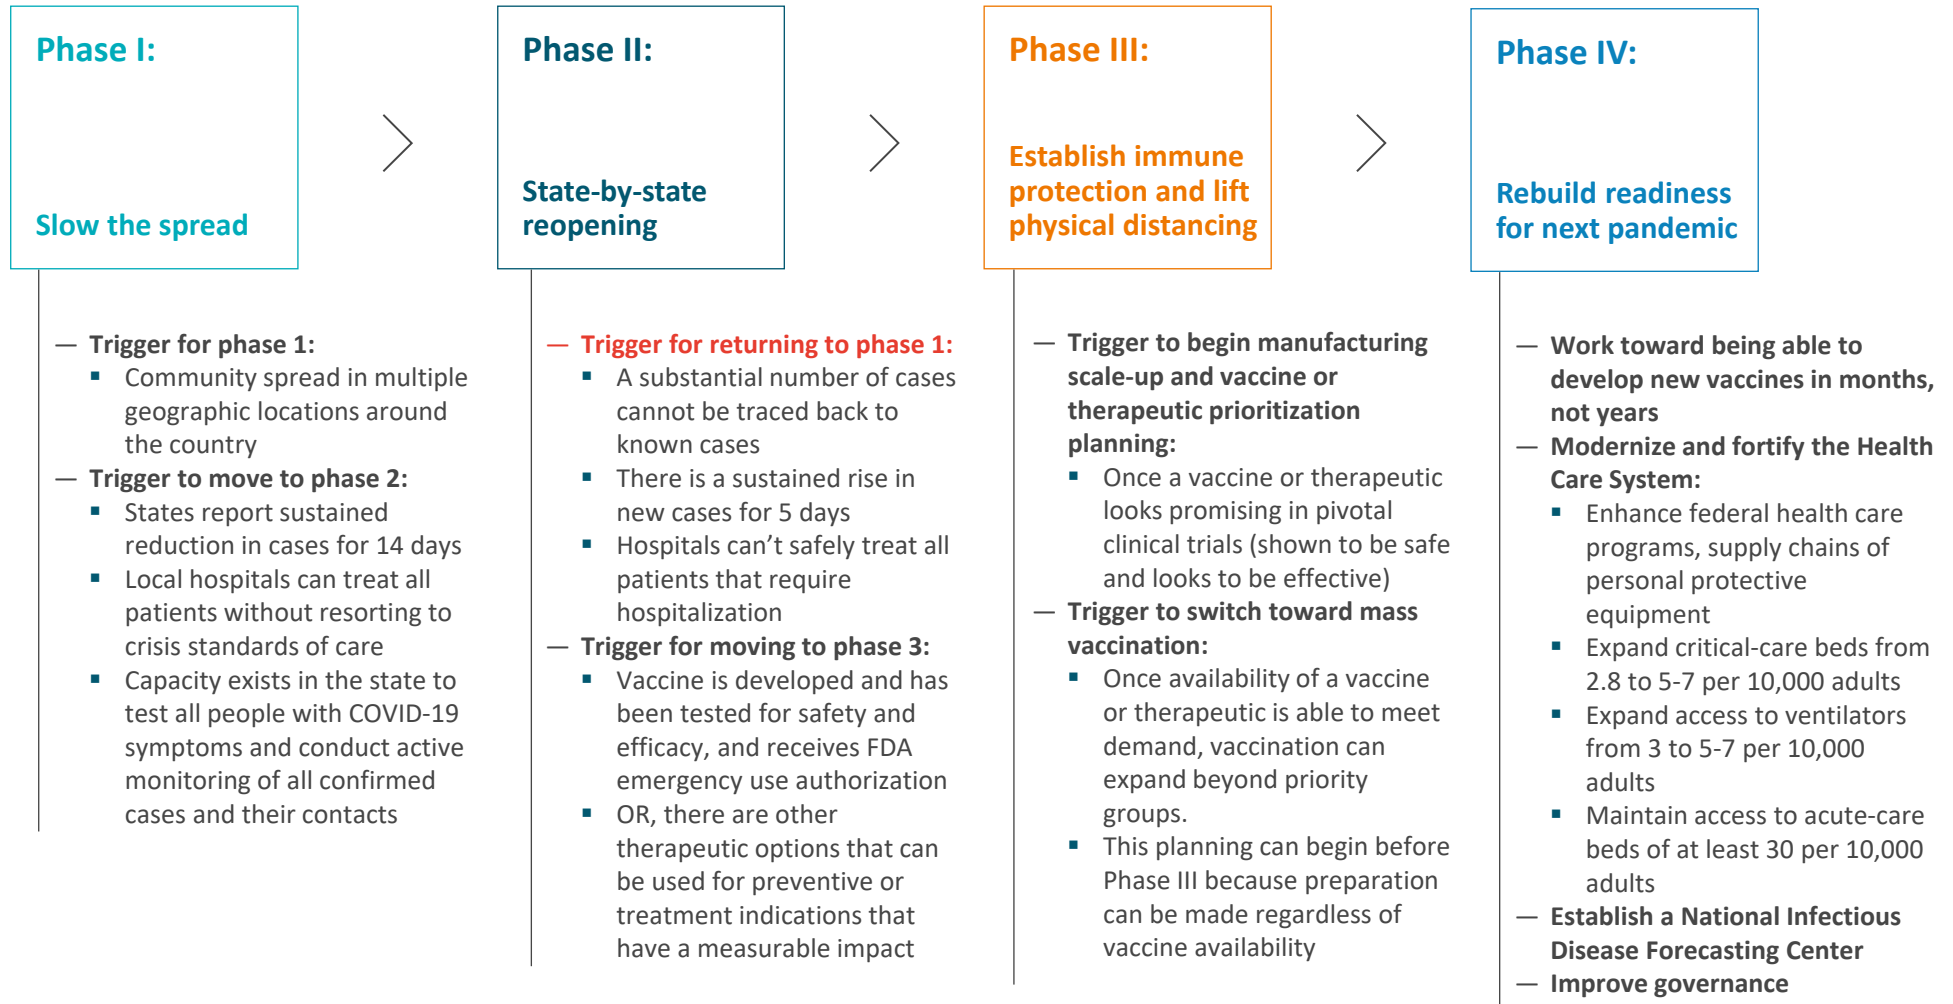 Phase I:
Slow the spread
— Trigger for phase 1:
▪ Community spread in multiple
geographic locations around
the country
— Trigger to move to phase 2:
▪ States report sustained
reduction in cases for 14 days
▪ Local hospitals can treat all
patients without resorting to
crisis standards of care
▪ Capacity exists in the state to
test all people with COVID-19
symptoms and conduct active
monitoring of all confirmed
cases and their contacts
Phase II:
State-by-state
reopening
— Trigger for returning to phase 1:
▪ A substantial number of cases
cannot be traced back to
known cases
▪ There is a sustained rise in
new cases for 5 days
▪ Hospitals can’t safely treat all
patients that require
hospitalization
— Trigger for moving to phase 3:
▪ Vaccine is developed and has
been tested for safety and
efficacy, and receives FDA
emergency use authorization
▪ OR, there are other
therapeutic options that can
be used for preventive or
treatment indications that
have a measurable impact
Phase III:
Establish immune
protection and lift
physical distancing
— Trigger to begin manufacturing
scale-up and vaccine or
therapeutic prioritization
planning:
▪ Once a vaccine or therapeutic
looks promising in pivotal
clinical trials (shown to be safe
and looks to be effective)
— Trigger to switch toward mass
vaccination:
▪ Once availability of a vaccine
or therapeutic is able to meet
demand, vaccination can
expand beyond priority
groups.
▪ This planning can begin before
Phase III because preparation
can be made regardless of
vaccine availability
Phase IV:
Rebuild readiness
for next pandemic
— Work toward being able to
develop new vaccines in months,
not years
— Modernize and fortify the Health
Care System:
▪ Enhance federal health care
programs, supply chains of
personal protective
equipment
▪ Expand critical-care beds from
2.8 to 5-7 per 10,000 adults
▪ Expand access to ventilators
from 3 to 5-7 per 10,000
adults
▪ Maintain access to acute-care
beds of at least 30 per 10,000
adults
— Establish a National Infectious
Disease Forecasting Center
— Improve governance